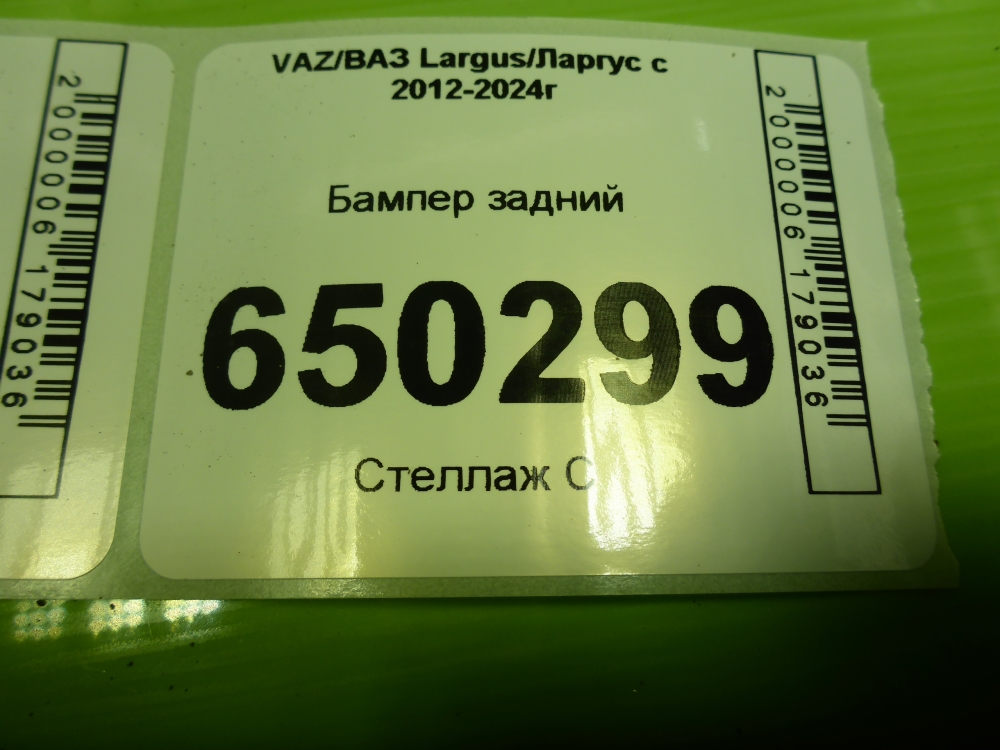 VAZ/ВАЗ Largus/Ларгус с
2012-2024г
Бампер задний
650299
Стеллаж С
2000006179036
2000006179036